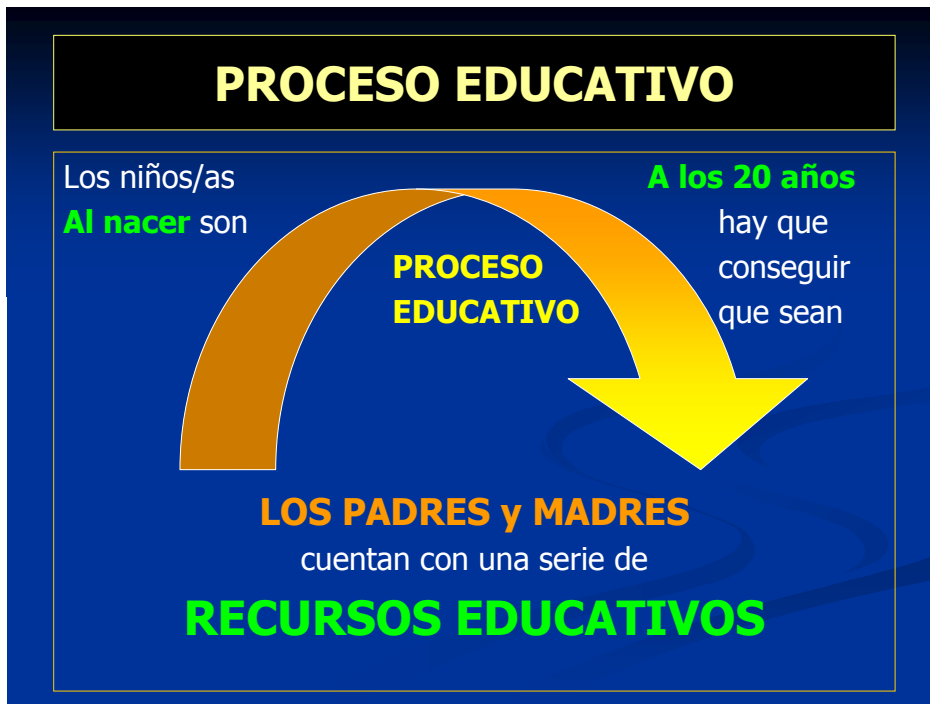 PROCESO EDUCATIVO
Los niños/as
Al nacer son
A los 20 años
hay que
conseguir
que sean
PROCESO
EDUCATIVO
LOS PADRES y MADRES
cuentan con una serie de
RECURSOS EDUCATIVOS